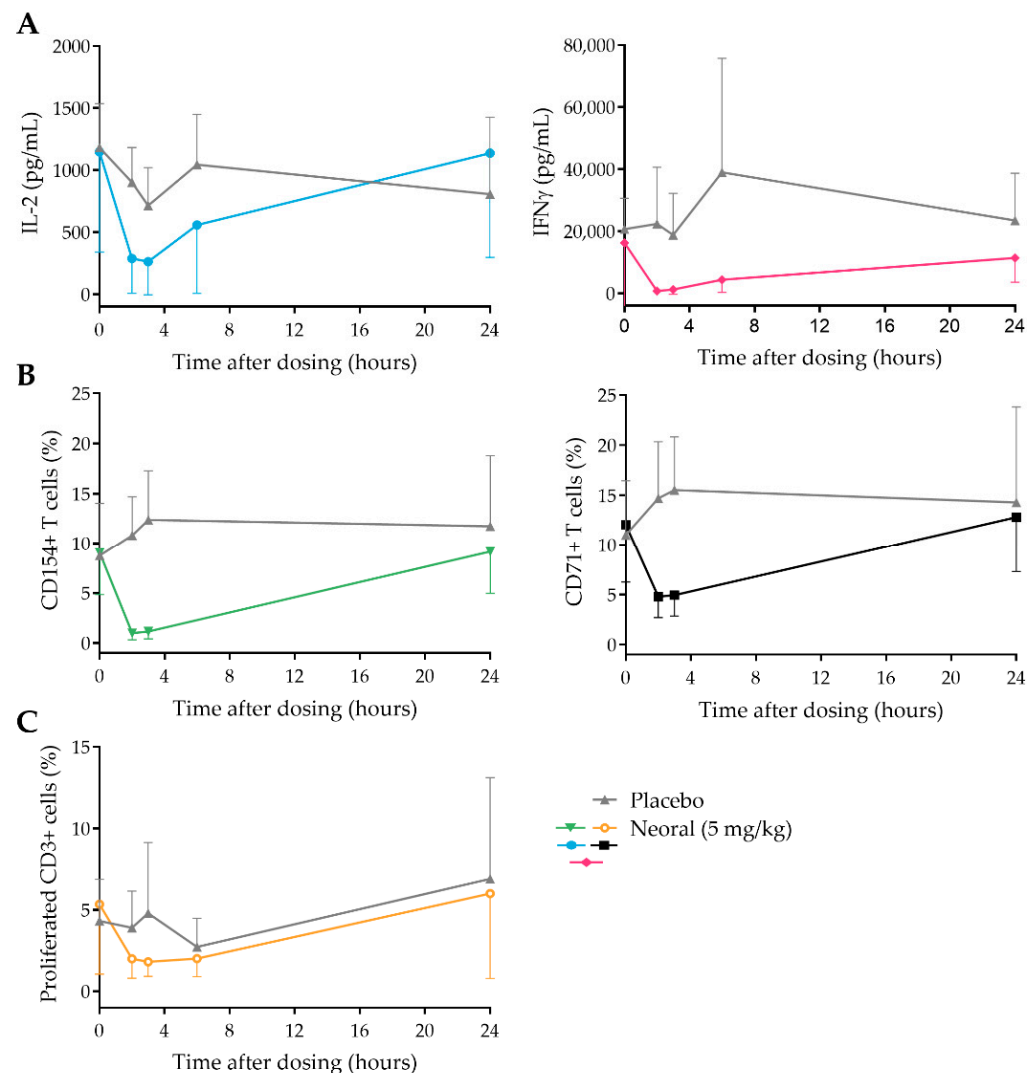 A
IL-2 (pg/mL)
2000
1500
1000
500
0
0 4 8 12 16 20 24
Time after dosing (hours)
IFNγ (pg/mL)
80,000
60,000
40,000
20,000
0
0 4 8 12 16 20 24
Time after dosing (hours)
B
CD154+ T cells (%)
25
20
15
10
5
0
0 4 8 12 16 20 24
Time after dosing (hours)
CD71+ T cells (%)
25
20
15
10
5
0
0 4 8 12 16 20 24
Time after dosing (hours)
C
Proliferated CD3+ cells (%)
15
10
5
0
0 4 8 12 16 20 24
Time after dosing (hours)
Placebo
Neoral (5 mg/kg)